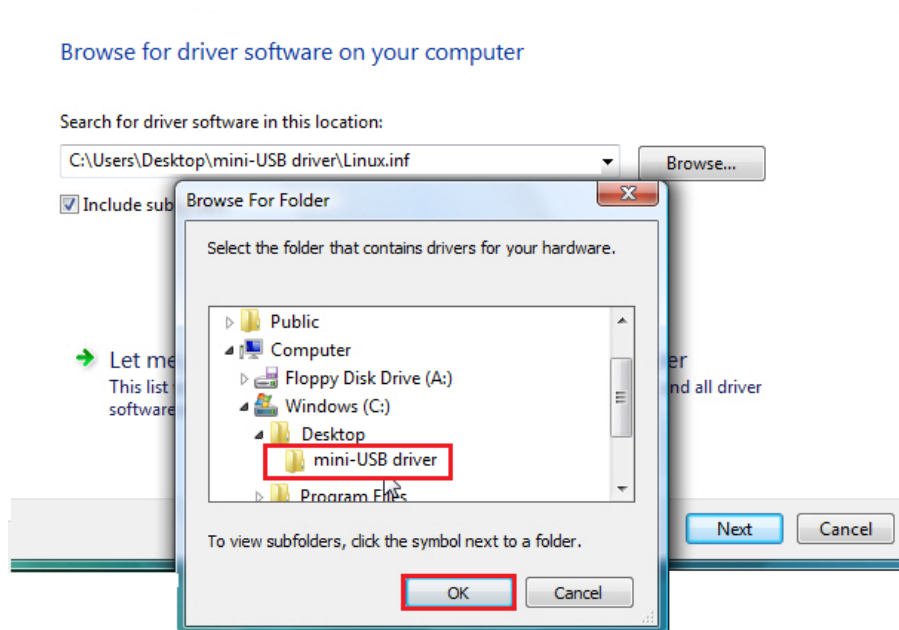 Browse for driver software on your computer
Search for driver software in this location:
C:\Users\Desktop\mini-USB driver\Linux.inf
Browse...
Include sub
Browse For Folder
Select the folder that contains drivers for your hardware.
Public
Computer
Floppy Disk Drive (A:)
Windows (C:)
Desktop
mini-USB driver
Program Files
Let me
er
This list
nd all driver
software
To view subfolders, click the symbol next to a folder.
Next
Cancel
OK
Cancel